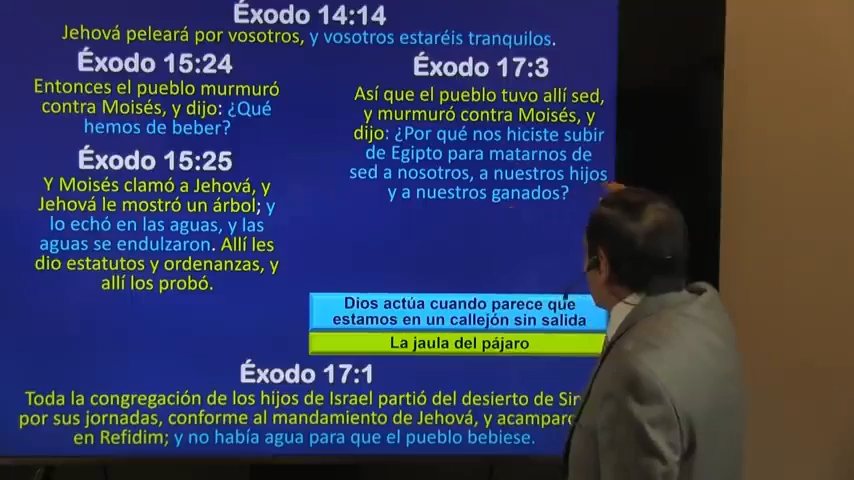 Éxodo 14:14
Jehová peleará por vosotros, y vosotros estaréis tranquilos.
Éxodo 15:24
Entonces el pueblo murmuró
contra Moisés, y dijo: ¿Qué
hemos de beber?
Éxodo 15:25
Y Moisés clamó a Jehová, y
Jehová le mostró un árbol; y
lo echó en las aguas, y las
aguas se endulzaron. Allí les
dio estatutos y ordenanzas, y
allí los probó.
Éxodo 17:3
Así que el pueblo tuvo allí sed,
y murmuró contra Moisés, y
dijo: ¿Por qué nos hiciste subir
de Egipto para matarnos de
sed a nosotros, a nuestros hijos
y a nuestros ganados?
Dios actúa cuando parece que
estamos en un callejón sin salida
La jaula del pájaro
Éxodo 17:1
Toda la congregación de los hijos de Israel partió del desierto de Sin
por sus jornadas, conforme al mandamiento de Jehová, y
en Refidim; y no había agua para que el pueblo bebiese.